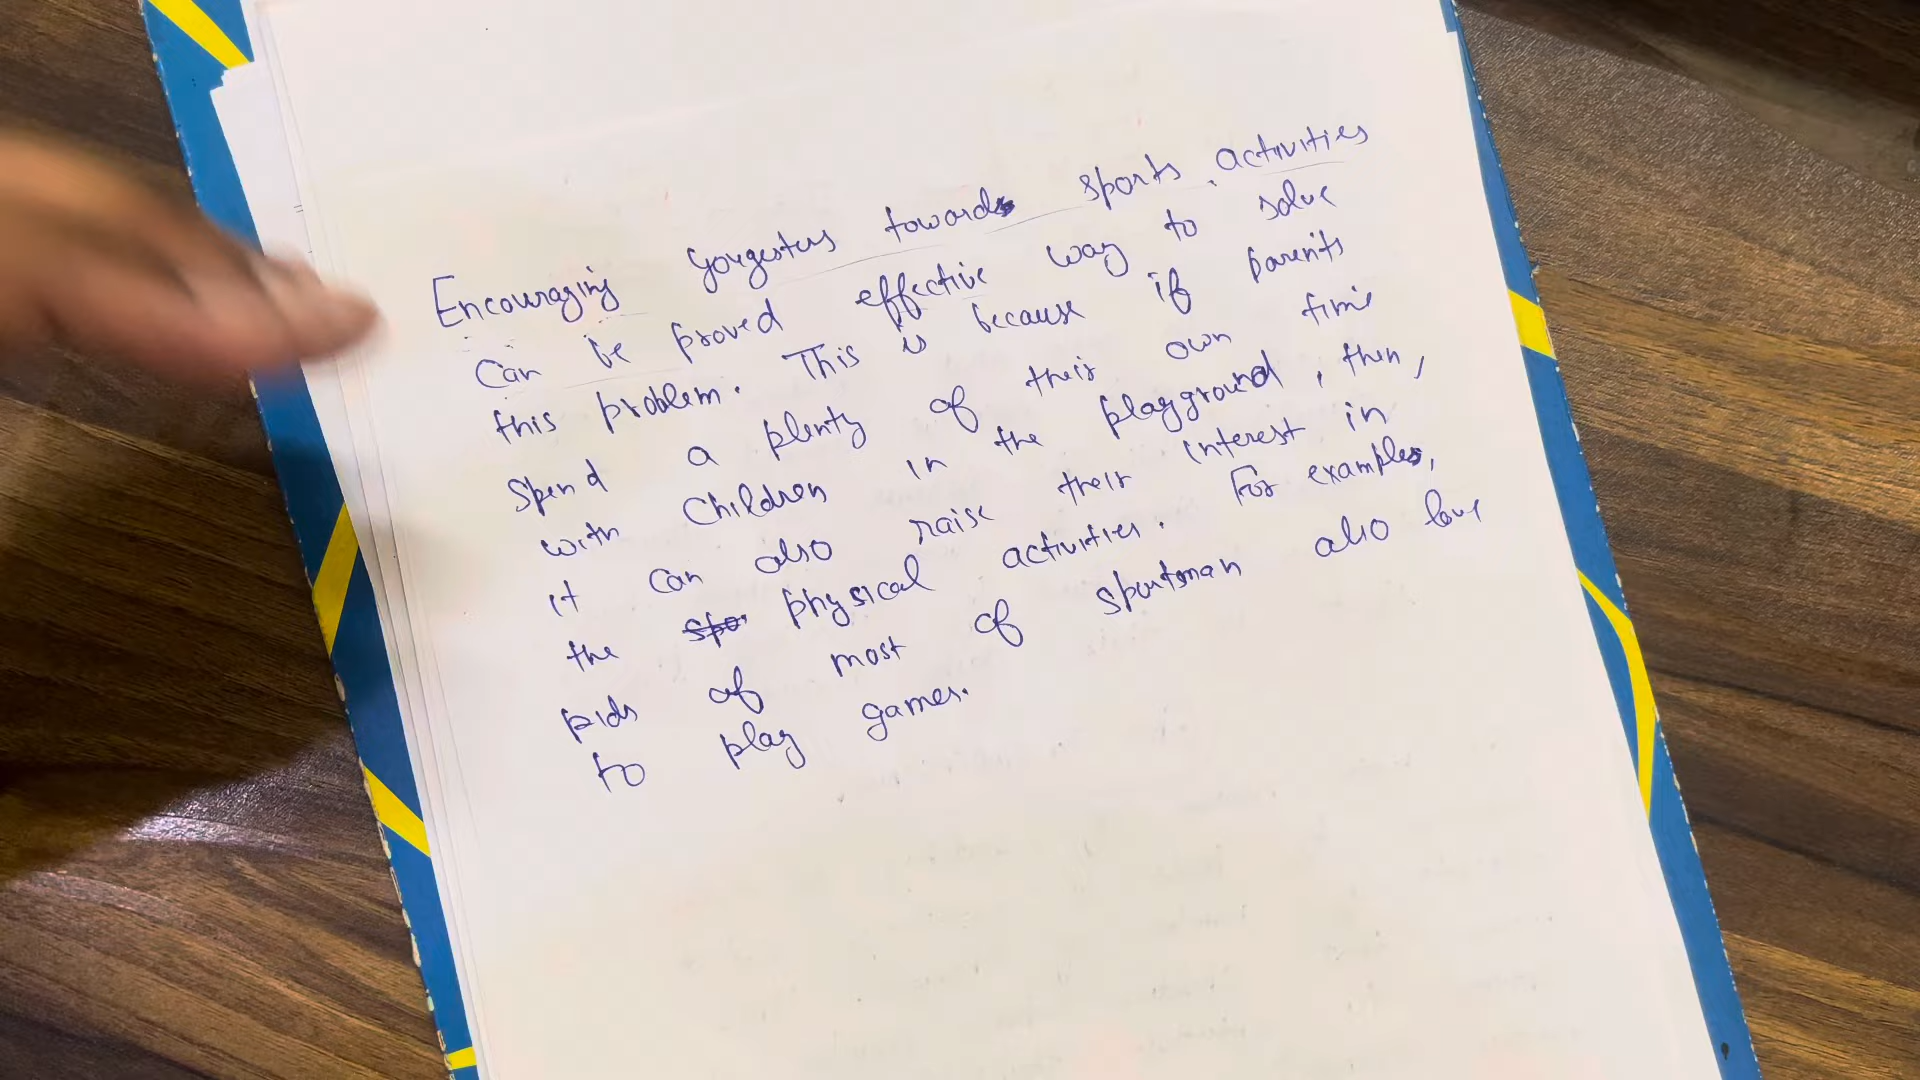 Encouraging yougesters towards sports activities
can be proved effective way to solve
this problem. This is because if parents
spend a plenty of their own time
with children in the playground, then,
it can also raise their interest in
the physical activities. For examples,
kids of most of sportsman also love
to play games.